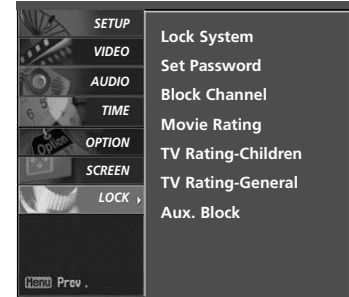 SETUP
VIDEO
AUDIO
TIME
OPTION
SCREEN
LOCK
Menu Prev.
Lock System
Set Password
Block Channel
Movie Rating
TV Rating-Children
TV Rating-General
Aux. Block